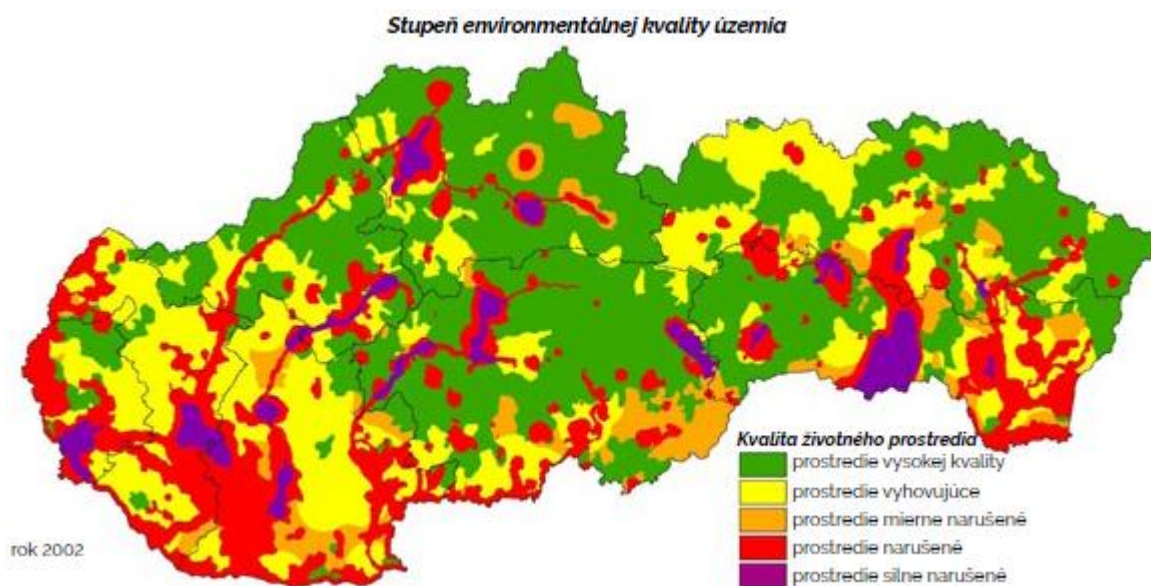 Stupeň environmentálnej kvality územia
Kvalita životného prostredia
prostredie vysokej kvality
prostredie vyhovujúce
prostredie mierne narušené
prostredie narušené
prostredie silne narušené
rok 2002